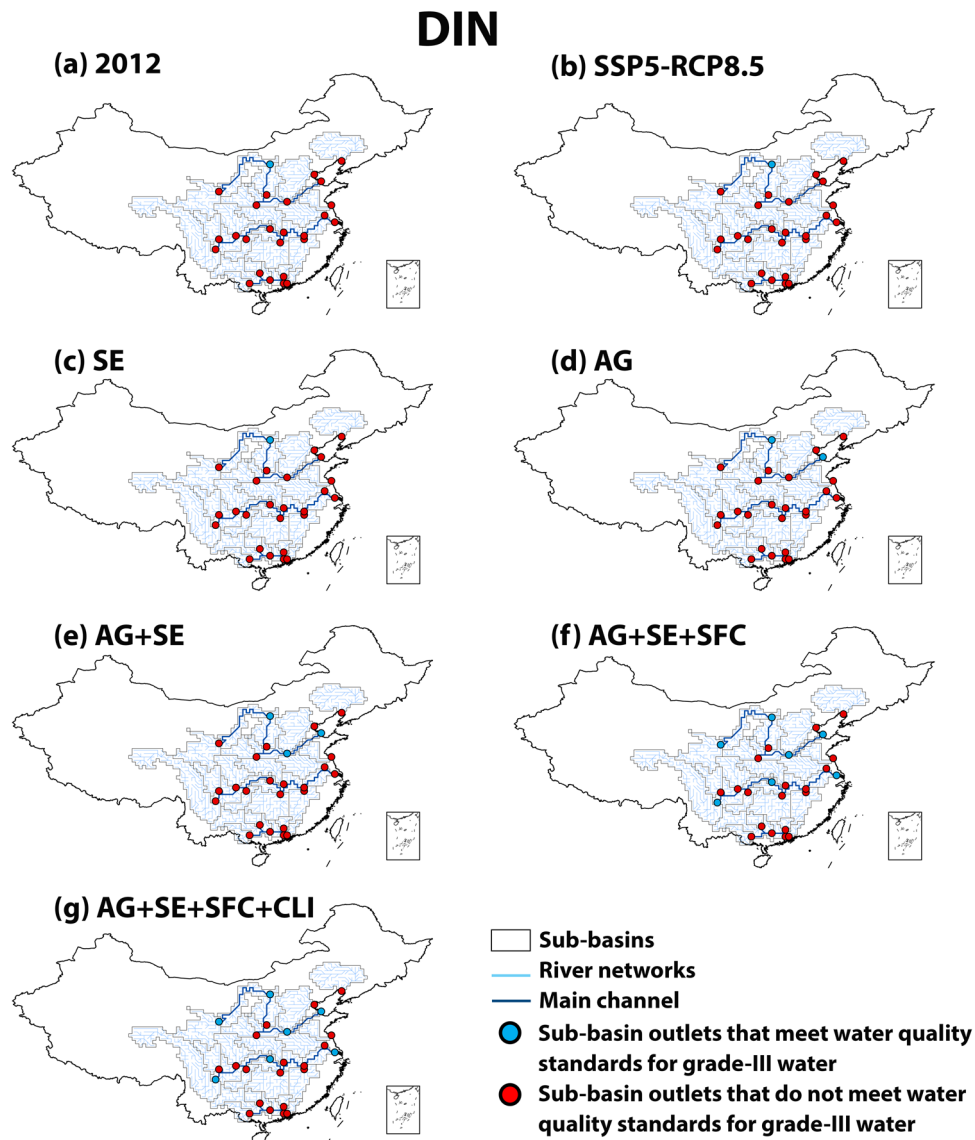 DIN
(a) 2012
(b) SSP5-RCP8.5
(c) SE
(d) AG
(e) AG+SE
(f) AG+SE+SFC
(g) AG+SE+SFC+CLI
Sub-basins
River networks
Main channel
Sub-basin outlets that meet water quality
standards for grade-III water
Sub-basin outlets that do not meet water
quality standards for grade-III water